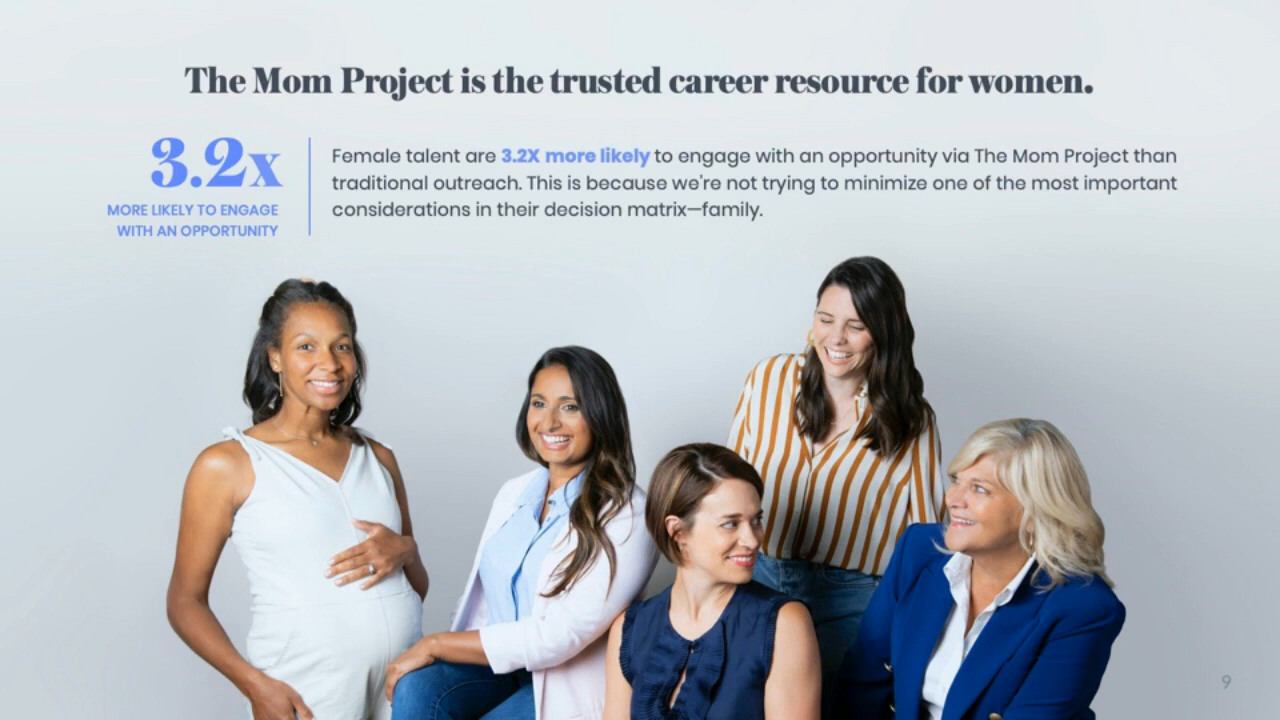 The Mom Project is the trusted career resource for women.
3.2x
MORE LIKELY TO ENGAGE
WITH AN OPPORTUNITY
Female talent are 3.2X more likely to engage with an opportunity via The Mom Project than
traditional outreach. This is because we're not trying to minimize one of the most important
considerations in their decision matrix—family.
9